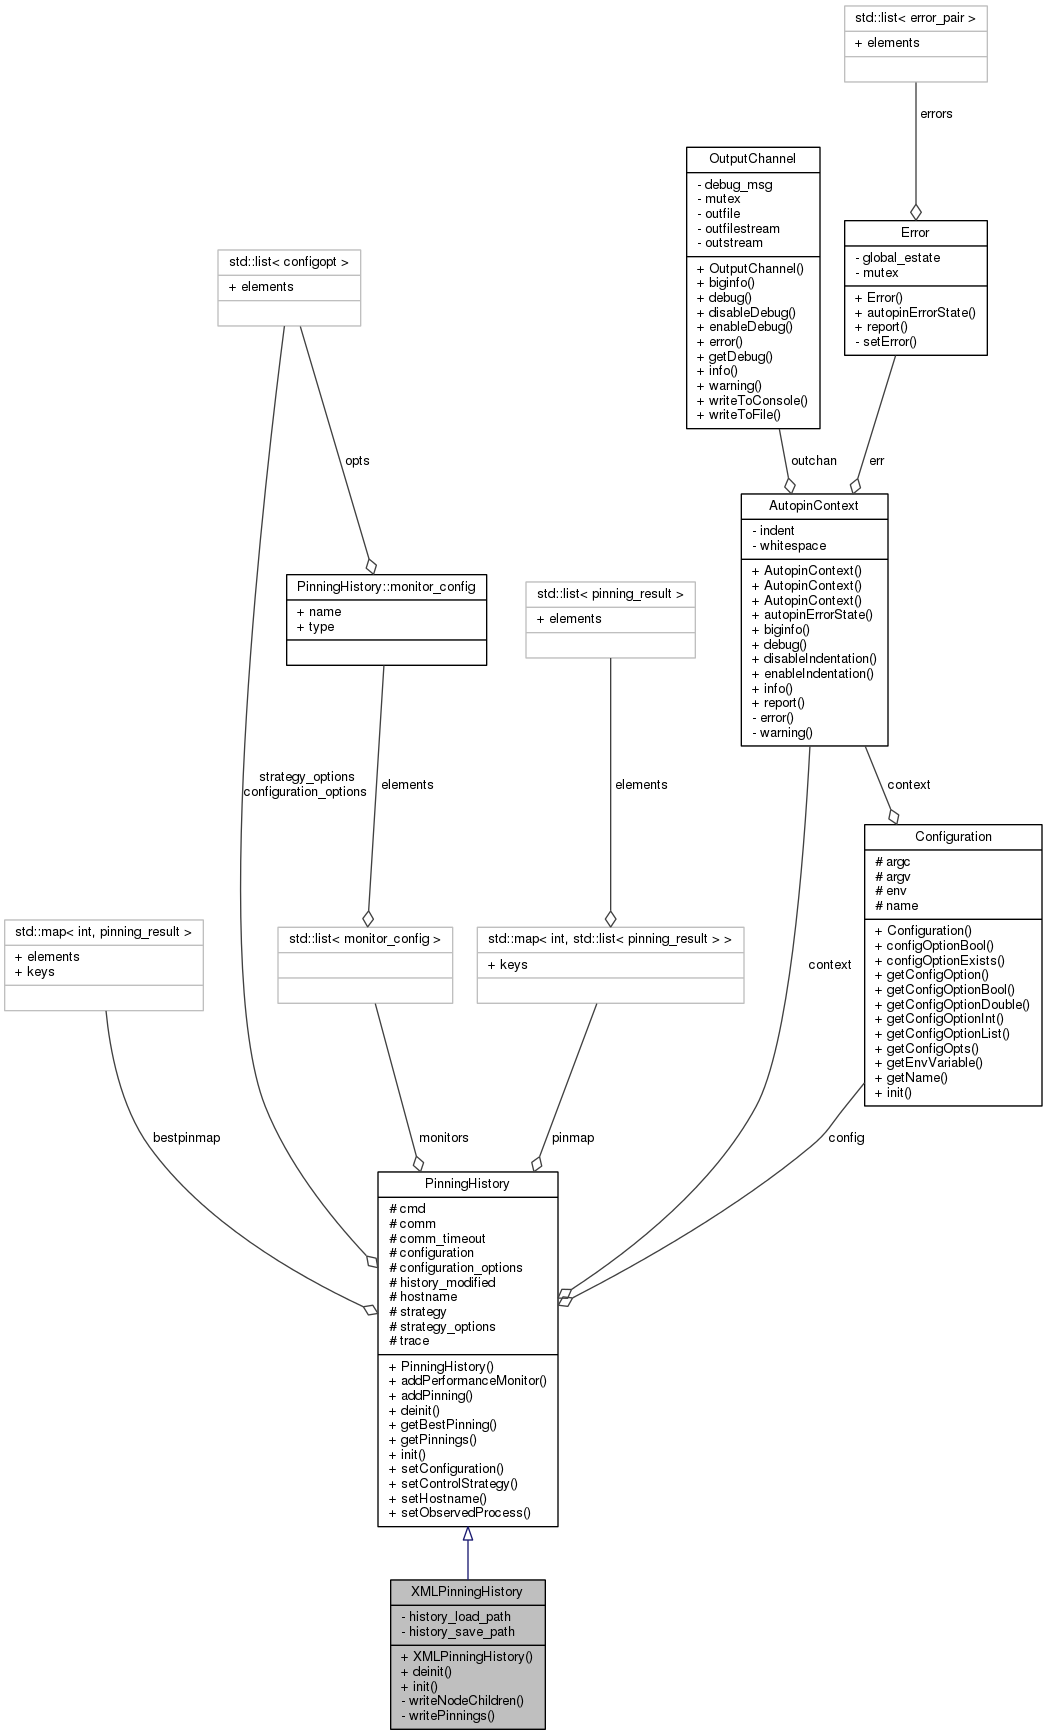 std::list< error_pair >
+ elements
errors
OutputChannel
- debug_msg
- mutex
- outfile
- outfilestream
- outstream
+ OutputChannel()
+ biginfo()
+ debug()
+ disableDebug()
+ enableDebug()
+ error()
+ getDebug()
+ info()
+ warning()
+ writeToConsole()
+ writeToFile()
Error
- global_estate
- mutex
+ Error()
+ autopinErrorState()
+ report()
- setError()
std::list< configopt >
+ elements
opts
outchan
err
AutopinContext
- indent
- whitespace
+ AutopinContext()
+ AutopinContext()
+ AutopinContext()
+ autopinErrorState()
+ biginfo()
+ debug()
+ disableIndentation()
+ enableIndentation()
+ info()
+ report()
- error()
- warning()
PinningHistory::monitor_config
+ name
+ type
std::list< pinning_result >
+ elements
strategy_options
configuration_options
elements
elements
context
Configuration
# argc
# argv
# env
# name
+ Configuration()
+ configOptionBool()
+ configOptionExists()
+ getConfigOption()
+ getConfigOptionBool()
+ getConfigOptionDouble()
+ getConfigOptionInt()
+ getConfigOptionList()
+ getConfigOpts()
+ getEnvVariable()
+ getName()
+ init()
std::map< int, pinning_result >
+ elements
+ keys
std::list< monitor_config >
std::map< int, std::list< pinning_result > >
+ keys
context
bestpinmap
monitors
pinmap
config
PinningHistory
# cmd
# comm
# comm_timeout
# configuration
# configuration_options
# history_modified
# hostname
# strategy
# strategy_options
# trace
+ PinningHistory()
+ addPerformanceMonitor()
+ addPinning()
+ deinit()
+ getBestPinning()
+ getPinnings()
+ init()
+ setConfiguration()
+ setControlStrategy()
+ setHostname()
+ setObservedProcess()
XMLPinningHistory
- history_load_path
- history_save_path
+ XMLPinningHistory()
+ deinit()
+ init()
- writeNodeChildren()
- writePinnings()